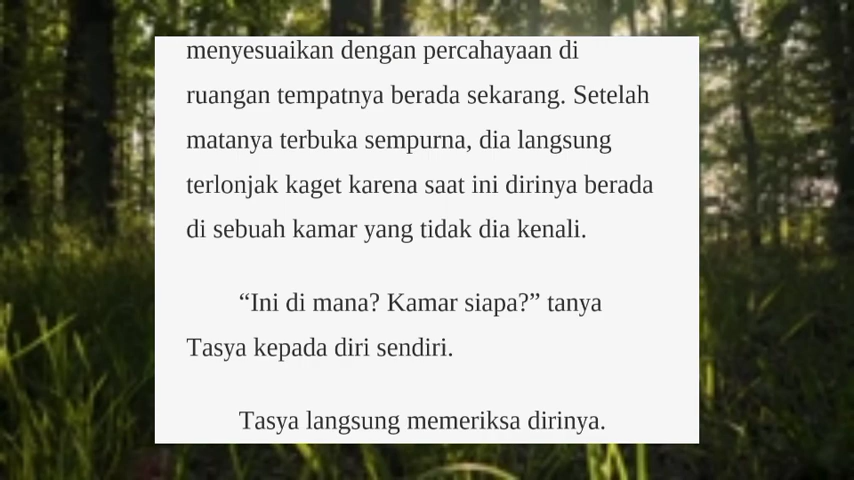 menyesuaikan dengan percahayaan di
ruangan tempatnya berada sekarang. Setelah
matanya terbuka sempurna, dia langsung
terlonjak kaget karena saat ini dirinya berada
di sebuah kamar yang tidak dia kenali.
“Ini di mana? Kamar siapa?” tanya
Tasya kepada diri sendiri.
Tasya langsung memeriksa dirinya.